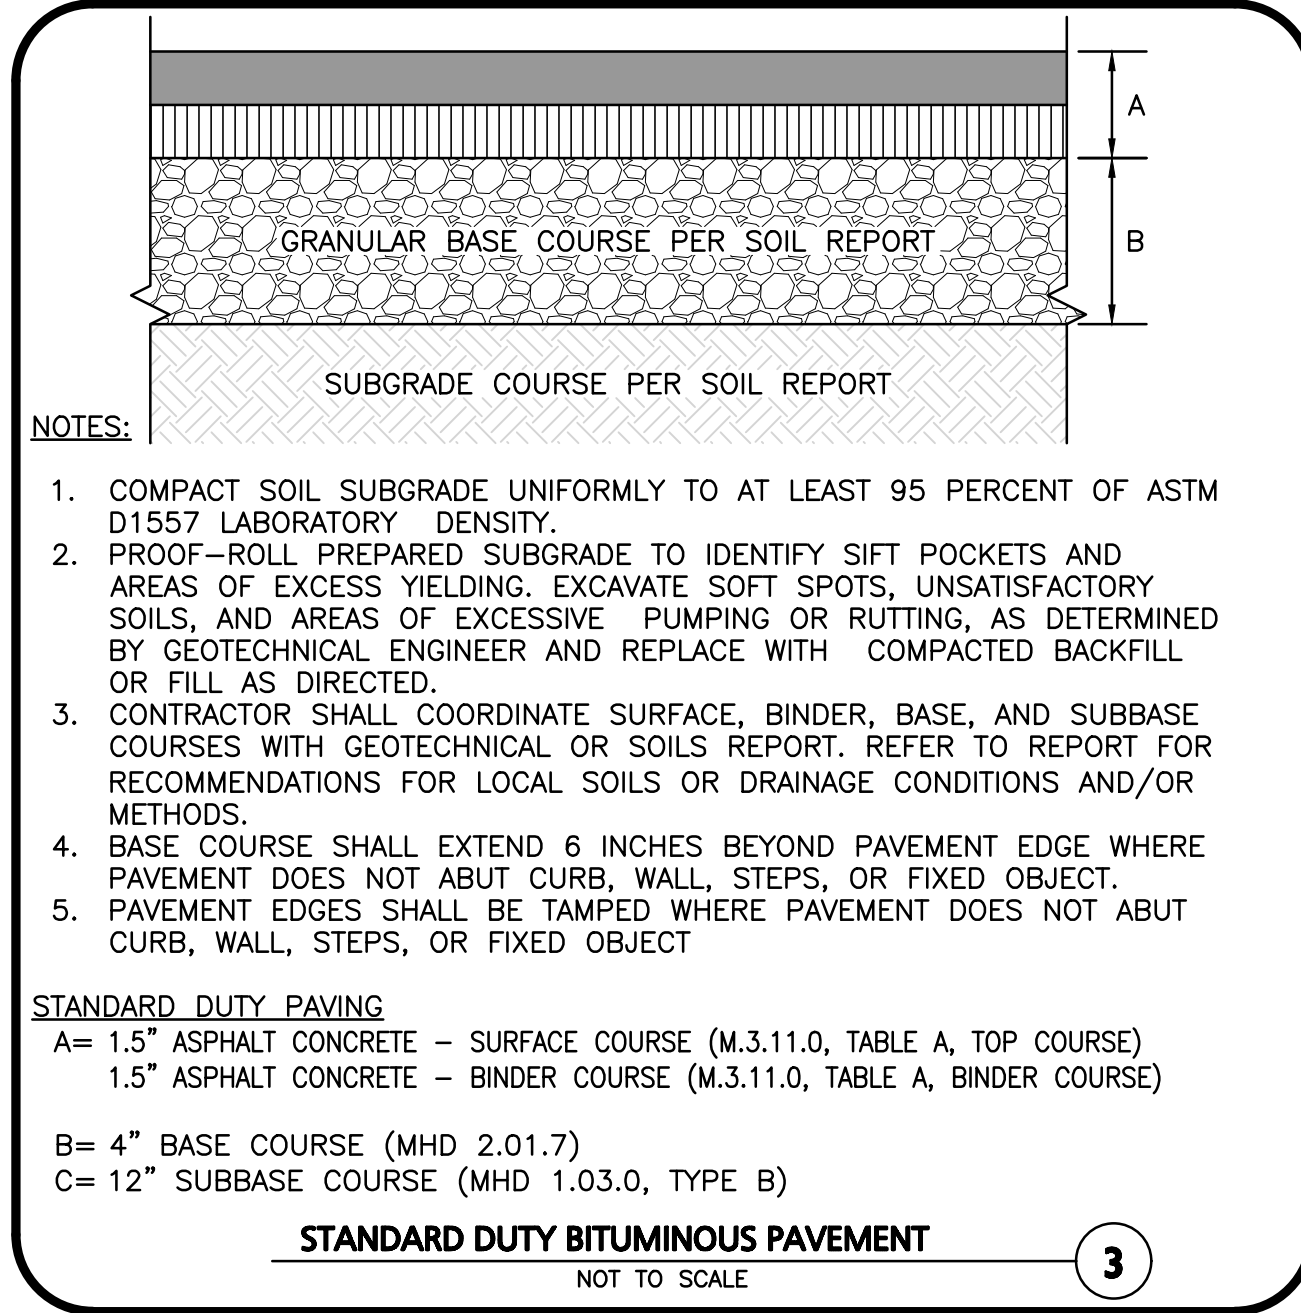 A
GRANULAR BASE COURSE PER SOIL REPORT
B
SUBGRADE COURSE PER SOIL REPORT
NOTES:
1. COMPACT SOIL SUBGRADE UNIFORMLY TO AT LEAST 95 PERCENT OF ASTM
D1557 LABORATORY DENSITY.
2. PROOF-ROLL PREPARED SUBGRADE TO IDENTIFY SIFT POCKETS AND
AREAS OF EXCESS YIELDING. EXCAVATE SOFT SPOTS, UNSATISFACTORY
SOILS, AND AREAS OF EXCESSIVE PUMPING OR RUTTING, AS DETERMINED
BY GEOTECHNICAL ENGINEER AND REPLACE WITH COMPACTED BACKFILL
OR FILL AS DIRECTED.
3. CONTRACTOR SHALL COORDINATE SURFACE, BINDER, BASE, AND SUBBASE
COURSES WITH GEOTECHNICAL OR SOILS REPORT. REFER TO REPORT FOR
RECOMMENDATIONS FOR LOCAL SOILS OR DRAINAGE CONDITIONS AND/OR
METHODS.
4. BASE COURSE SHALL EXTEND 6 INCHES BEYOND PAVEMENT EDGE WHERE
PAVEMENT DOES NOT ABUT CURB, WALL, STEPS, OR FIXED OBJECT.
5. PAVEMENT EDGES SHALL BE TAMPED WHERE PAVEMENT DOES NOT ABUT
CURB, WALL, STEPS, OR FIXED OBJECT
STANDARD DUTY PAVING
A= 1.5" ASPHALT CONCRETE - SURFACE COURSE (M.3.11.0, TABLE A, TOP COURSE)
1.5" ASPHALT CONCRETE - BINDER COURSE (M.3.11.0, TABLE A, BINDER COURSE)
B= 4" BASE COURSE (MHD 2.01.7)
C= 12" SUBBASE COURSE (MHD 1.03.0, TYPE B)
STANDARD DUTY BITUMINOUS PAVEMENT
3
NOT TO SCALE